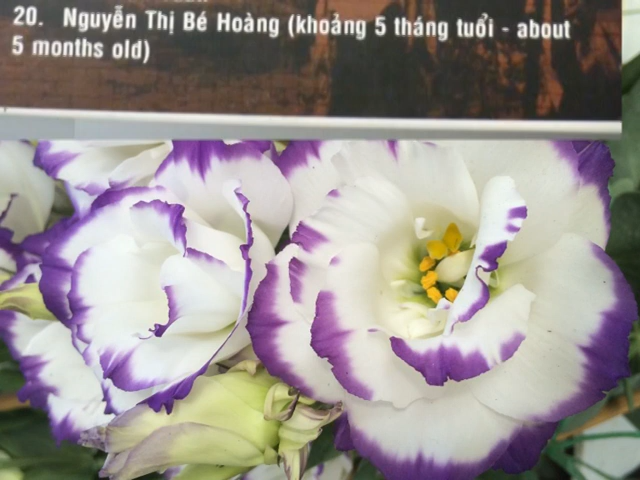 20. Nguyễn Thị Bé Hoàng (khoảng 5 tháng tuổi - about
5 months old)